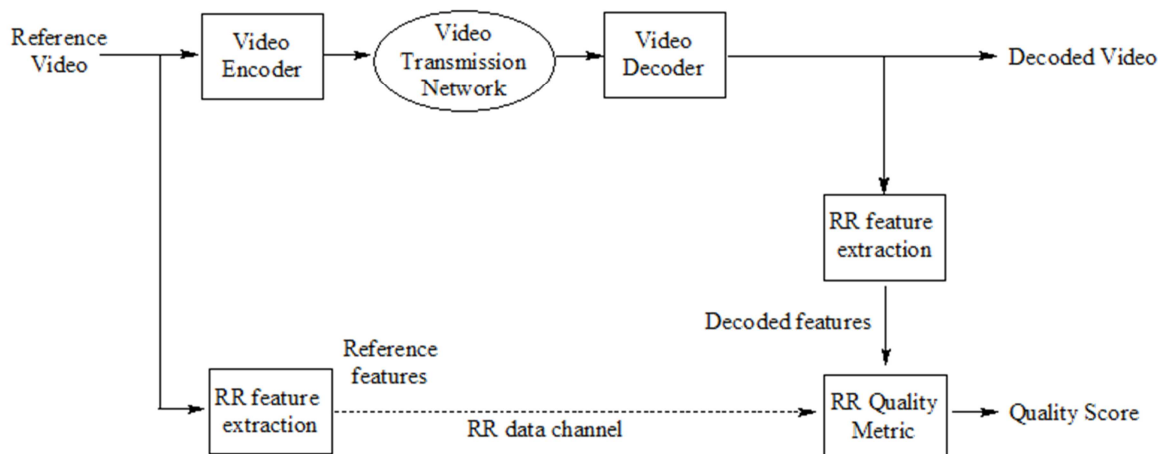 Reference
Video
Video
Encoder
Video
Transmission
Network
Video
Decoder
Decoded Video
RR feature
extraction
Decoded features
Reference
features
RR feature
extraction
RR data channel
RR Quality
Metric
Quality Score